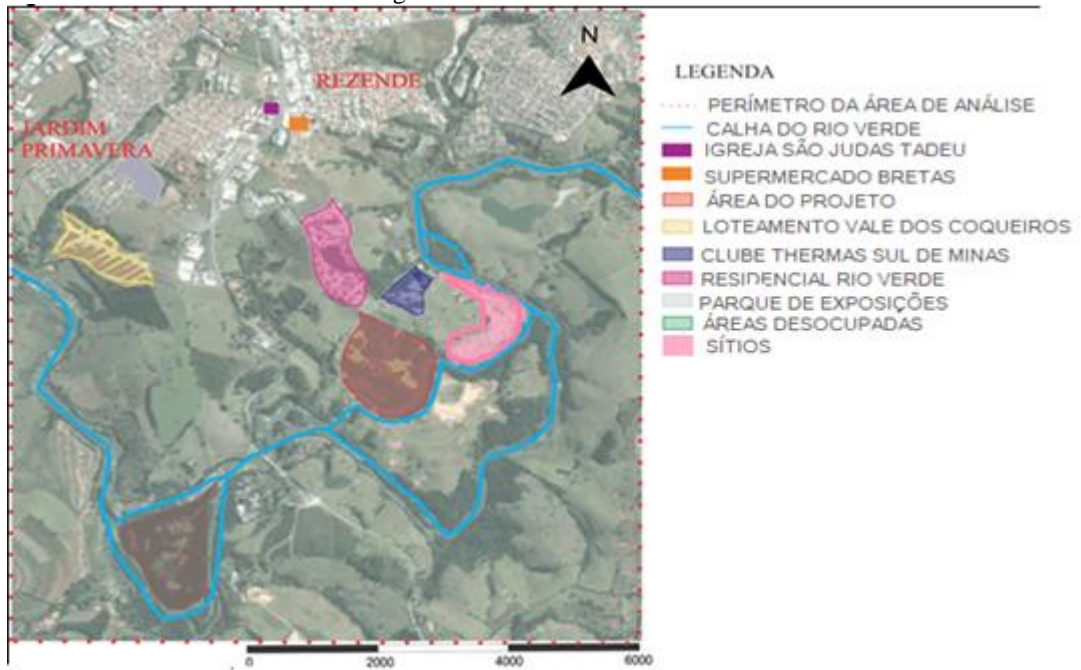 N
REZENDE
JARDIM
PRIMAVERA
LEGENDA
PERÍMETRO DA ÁREA DE ANÁLISE
CALHA DO RIO VERDE
IGREJA SÃO JUDAS TADEU
SUPERMERCADO BRETAS
ÁREA DO PROJETO
LOTEAMENTO VALE DOS COQUEIROS
CLUBE THERMAS SUL DE MINAS
RESIDENCIAL RIO VERDE
PARQUE DE EXPOSIÇÕES
ÁREAS DESOCUPADAS
SÍTIOS
0 2000 4000 6000